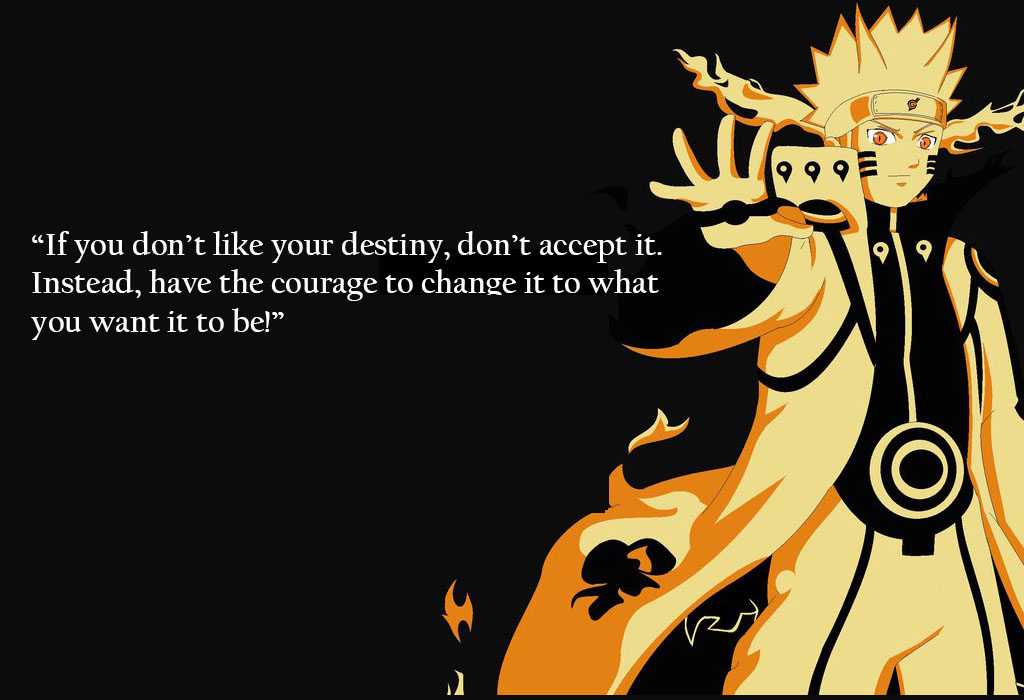 “If you don’t like your destiny, don’t accept it.
Instead, have the courage to change it to what
you want it to be!”